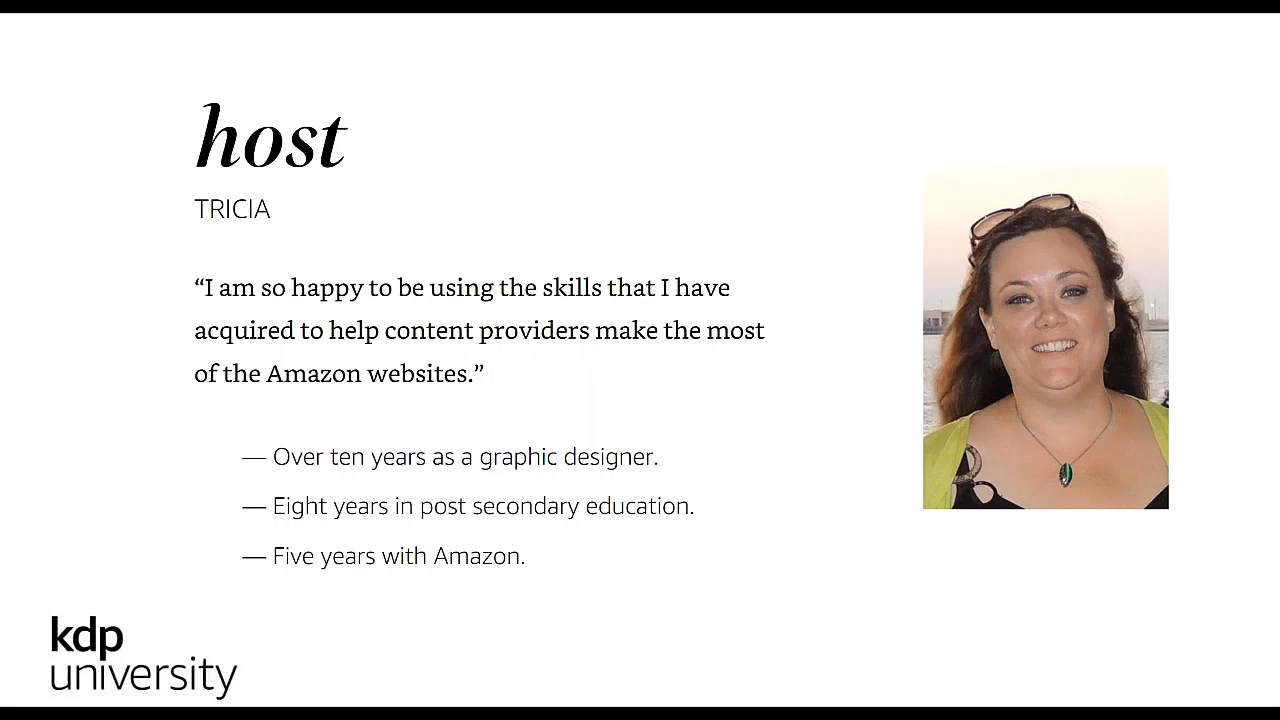 host
TRICIA
“I am so happy to be using the skills that I have
acquired to help content providers make the most
of the Amazon websites.”
— Over ten years as a graphic designer.
— Eight years in post secondary education.
— Five years with Amazon.
kdp
university